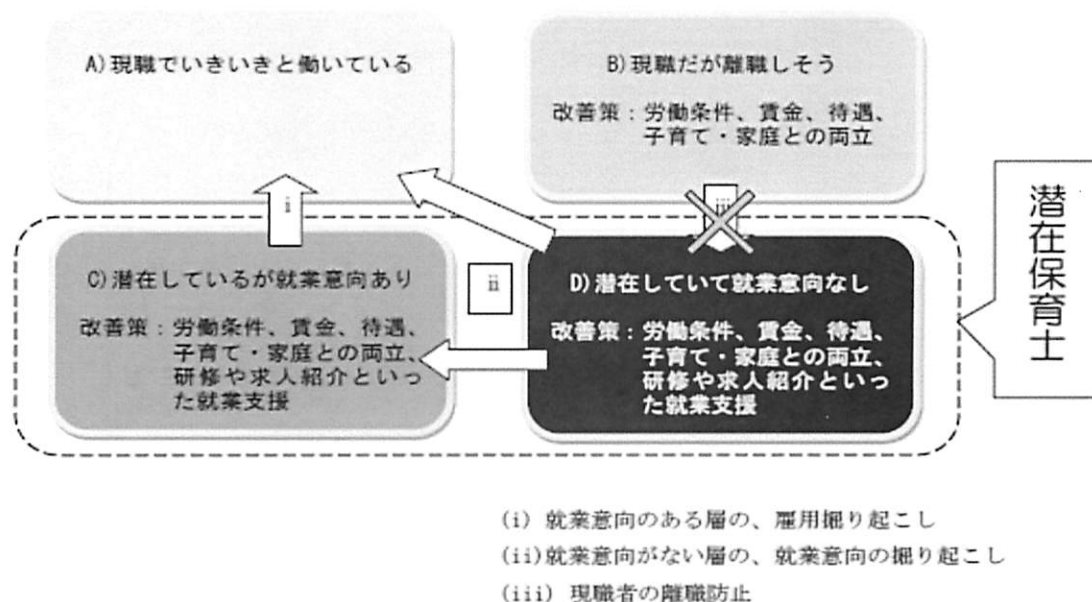 A)現職でいきいきと働いている
B)現職だが離職しそう
改善策：労働条件、賃金、待遇、
子育て・家庭との両立
i
iii
C)潜在しているが就業意向あり
改善策：労働条件、賃金、待遇、
子育て・家庭との両立、
研修や求人紹介といっ
た就業支援
ii
D)潜在していて就業意向なし
改善策：労働条件、賃金、待遇、
子育て・家庭との両立、
研修や求人紹介といっ
た就業支援
潜在保育士
(i) 就業意向のある層の、雇用掘り起こし
(ii)就業意向がない層の、就業意向の掘り起こし
(iii) 現職者の離職防止